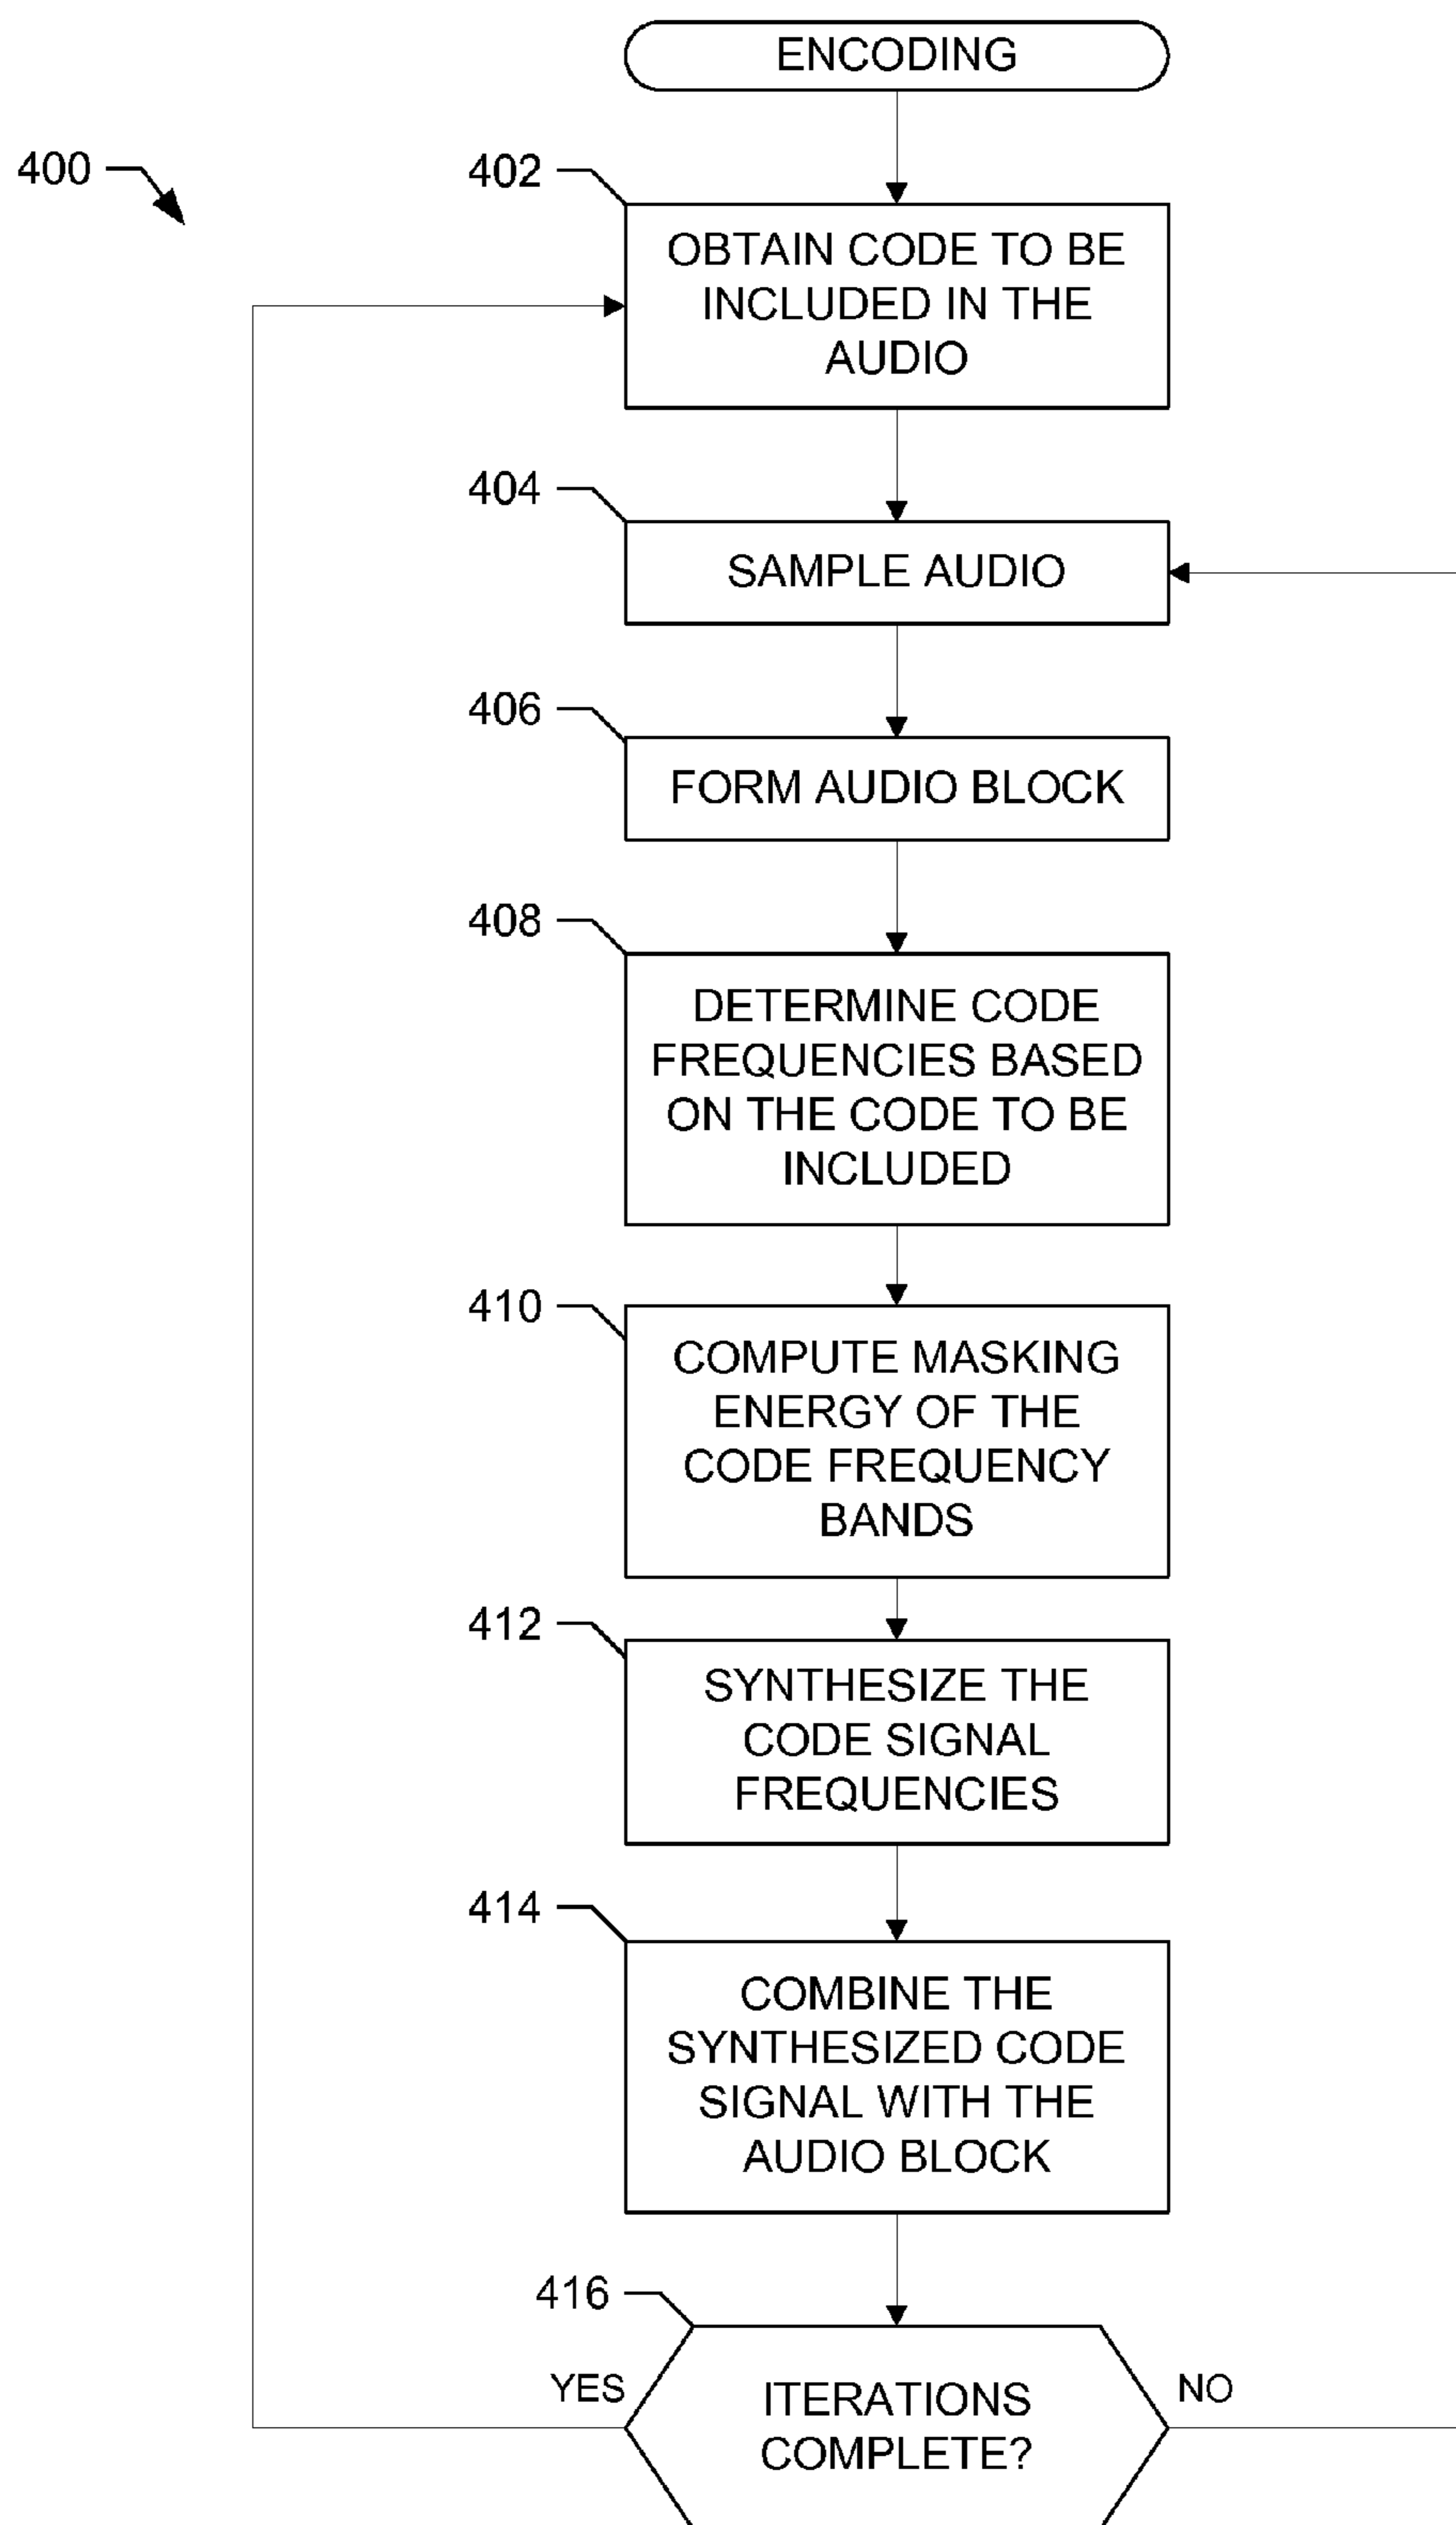 ENCODING
400
402
OBTAIN CODE TO BE
INCLUDED IN THE
AUDIO
404
SAMPLE AUDIO
406
FORM AUDIO BLOCK
408
DETERMINE CODE
FREQUENCIES BASED
ON THE CODE TO BE
INCLUDED
410
COMPUTE MASKING
ENERGY OF THE
CODE FREQUENCY
BANDS
412
SYNTHESIZE THE
CODE SIGNAL
FREQUENCIES
414
COMBINE THE
SYNTHESIZED CODE
SIGNAL WITH THE
AUDIO BLOCK
416
YES
ITERATIONS
COMPLETE?
NO